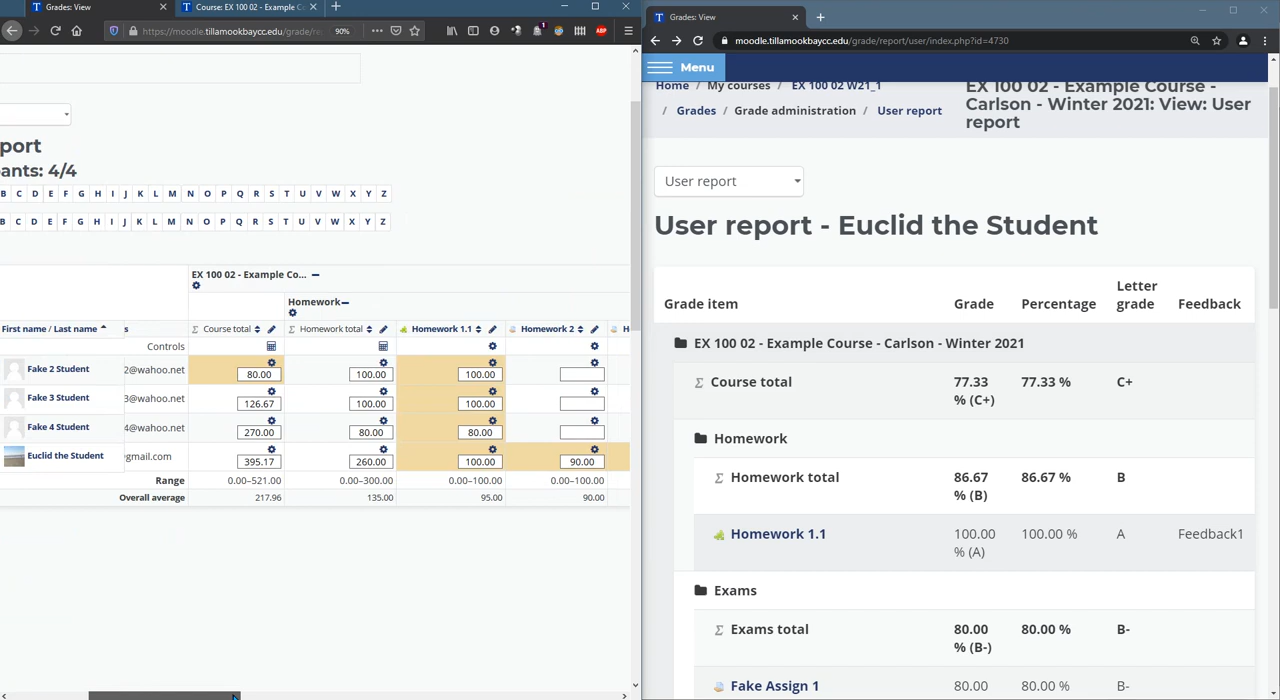 Grades: View
Course: EX 100 02 - Example C
https://moodle.tillamookbaycc.edu/grade/re
90%
1
ABP
port
ants: 4/4
B C D E F G H I J K L M N O P Q R S T U V W X Y Z
B C D E F G H I J K L M N O P Q R S T U V W X Y Z
EX 100 02 - Example Co...
Homework
First name / Last name s Course total Homework total Homework 1.1 Homework 2 H
Controls
Fake 2 Student 2@wahoo.net 80.00 100.00 100.00
Fake 3 Student 3@wahoo.net 126.67 100.00 100.00
Fake 4 Student 4@wahoo.net 270.00 80.00 80.00
Euclid the Student gmail.com 395.17 260.00 100.00 90.00
Range 0.00–521.00 0.00–300.00 0.00–100.00 0.00–100.00
Overall average 217.96 135.00 95.00 90.00
Grades: View
moodle.tillamookbaycc.edu/grade/report/user/index.php?id=4730
Menu
Home / My courses / EX 100 02 W21_1
/ Grades / Grade administration / User report
EX 100 02 - Example Course -
Carlson - Winter 2021: View: User
report
User report
User report - Euclid the Student
Grade item Grade Percentage Letter
grade Feedback
EX 100 02 - Example Course - Carlson - Winter 2021
Course total 77.33
% (C+) 77.33 % C+
Homework
Homework total 86.67
% (B) 86.67 % B
Homework 1.1 100.00
% (A) 100.00 % A Feedback1
Exams
Exams total 80.00
% (B-) 80.00 % B-
Fake Assign 1 80.00 80.00 % B-